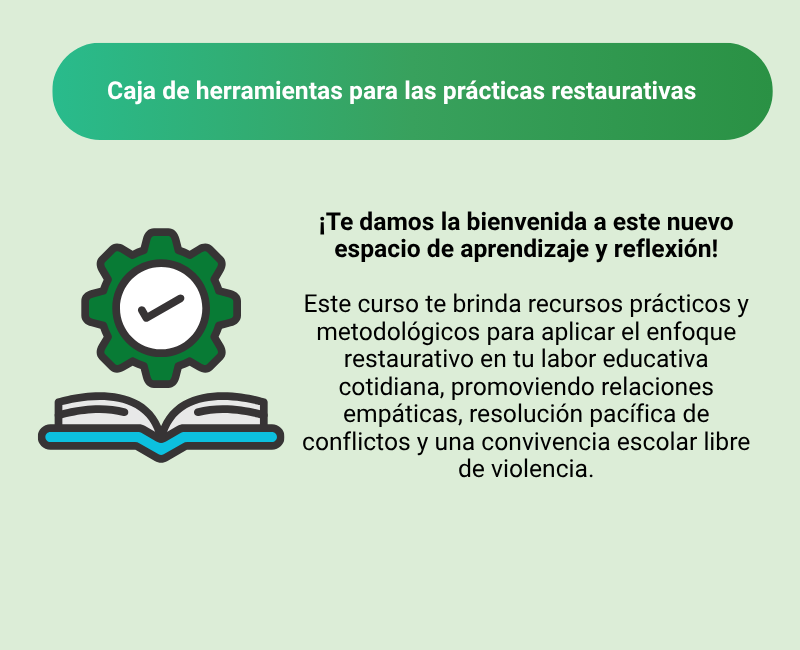 Caja de herramientas para las prácticas restaurativas
¡Te damos la bienvenida a este nuevo
espacio de aprendizaje y reflexión!
Este curso te brinda recursos prácticos y
metodológicos para aplicar el enfoque
restaurativo en tu labor educativa
cotidiana, promoviendo relaciones
empáticas, resolución pacífica de
conflictos y una convivencia escolar libre
de violencia.